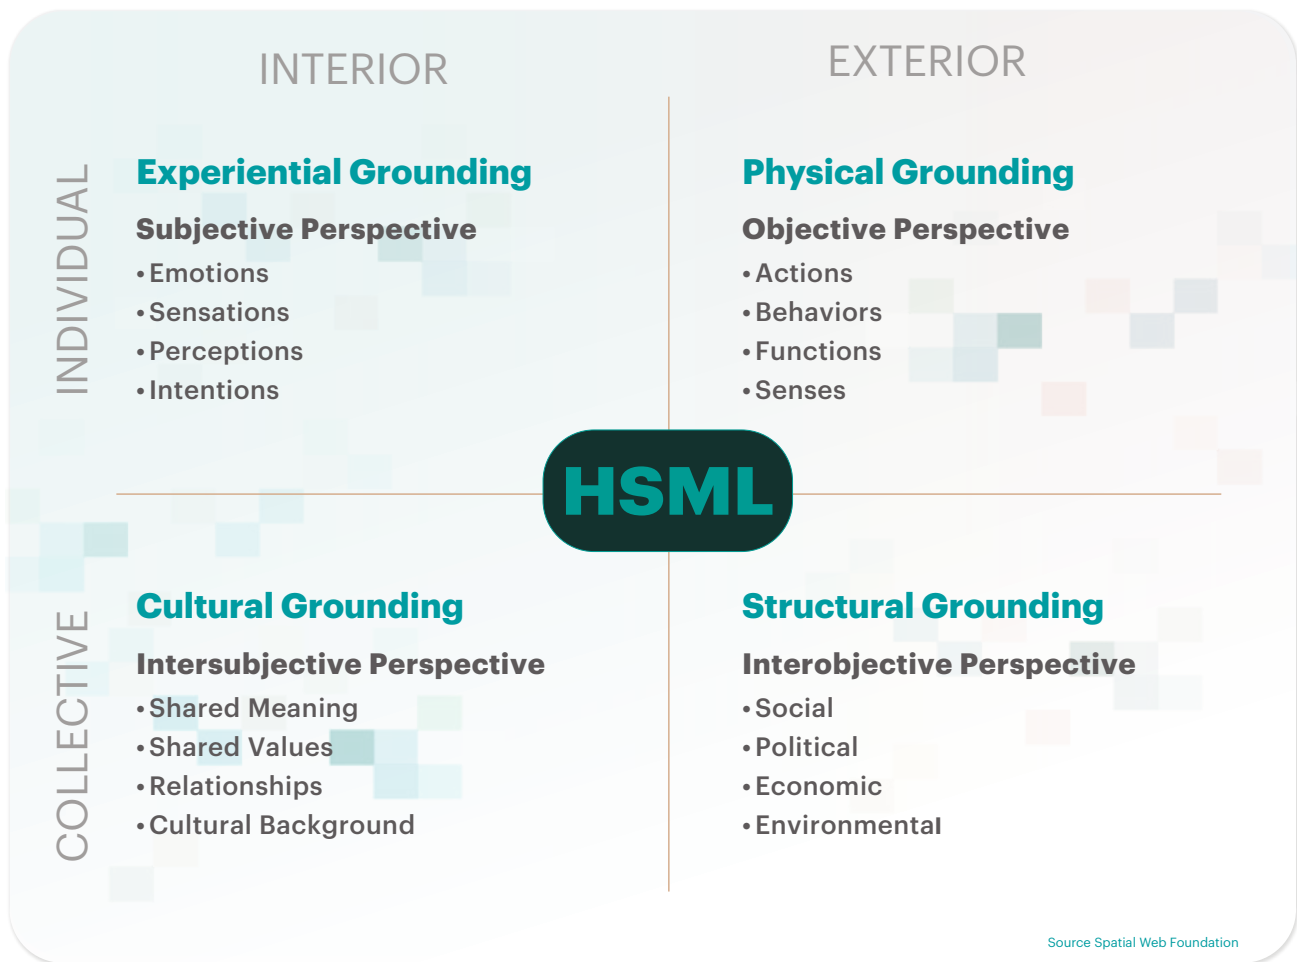 INTERIOR
EXTERIOR
INDIVIDUAL
Experiential Grounding
Subjective Perspective
• Emotions
• Sensations
• Perceptions
• Intentions
Physical Grounding
Objective Perspective
• Actions
• Behaviors
• Functions
• Senses
HSML
COLLECTIVE
Cultural Grounding
Intersubjective Perspective
• Shared Meaning
• Shared Values
• Relationships
• Cultural Background
Structural Grounding
Interobjective Perspective
• Social
• Political
• Economic
• Environmental
Source Spatial Web Foundation